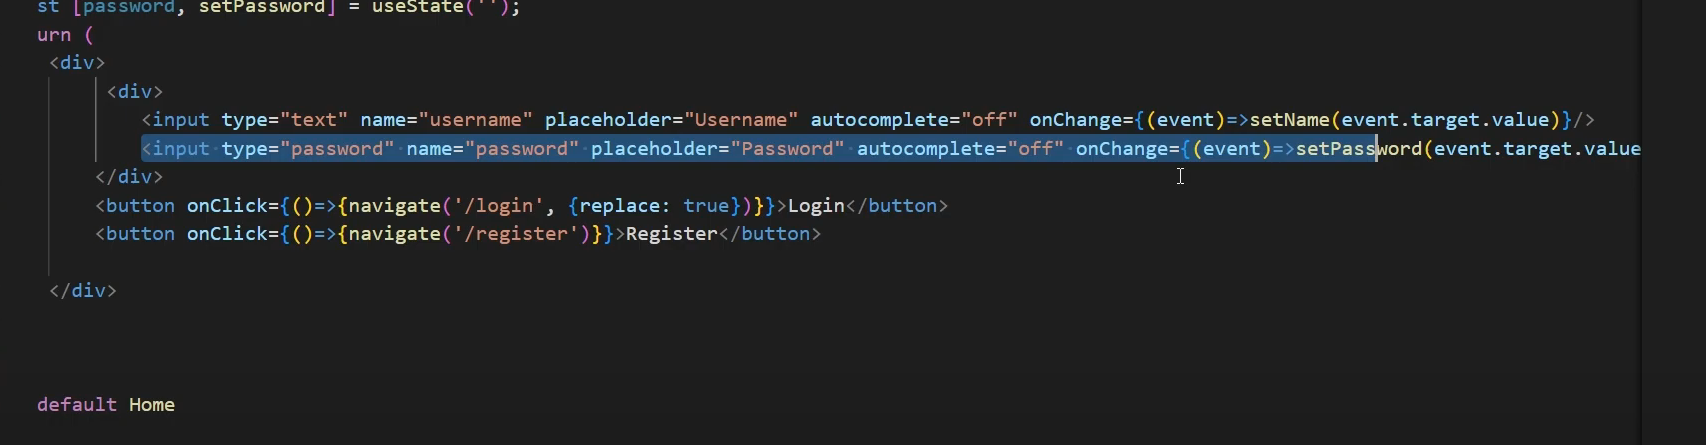 st [password, setPassword] = useState('');
urn (
<div>
<div>
<input type="text" name="username" placeholder="Username" autocomplete="off" onChange={(event)=>setName(event.target.value)}/>
<input type="password" name="password" placeholder="Password" autocomplete="off" onChange={(event)=>setPassword(event.target.value
</div>
<button onClick={()=>{navigate('/login', {replace: true})}}>Login</button>
<button onClick={()=>{navigate('/register')}}>Register</button>
</div>
default Home